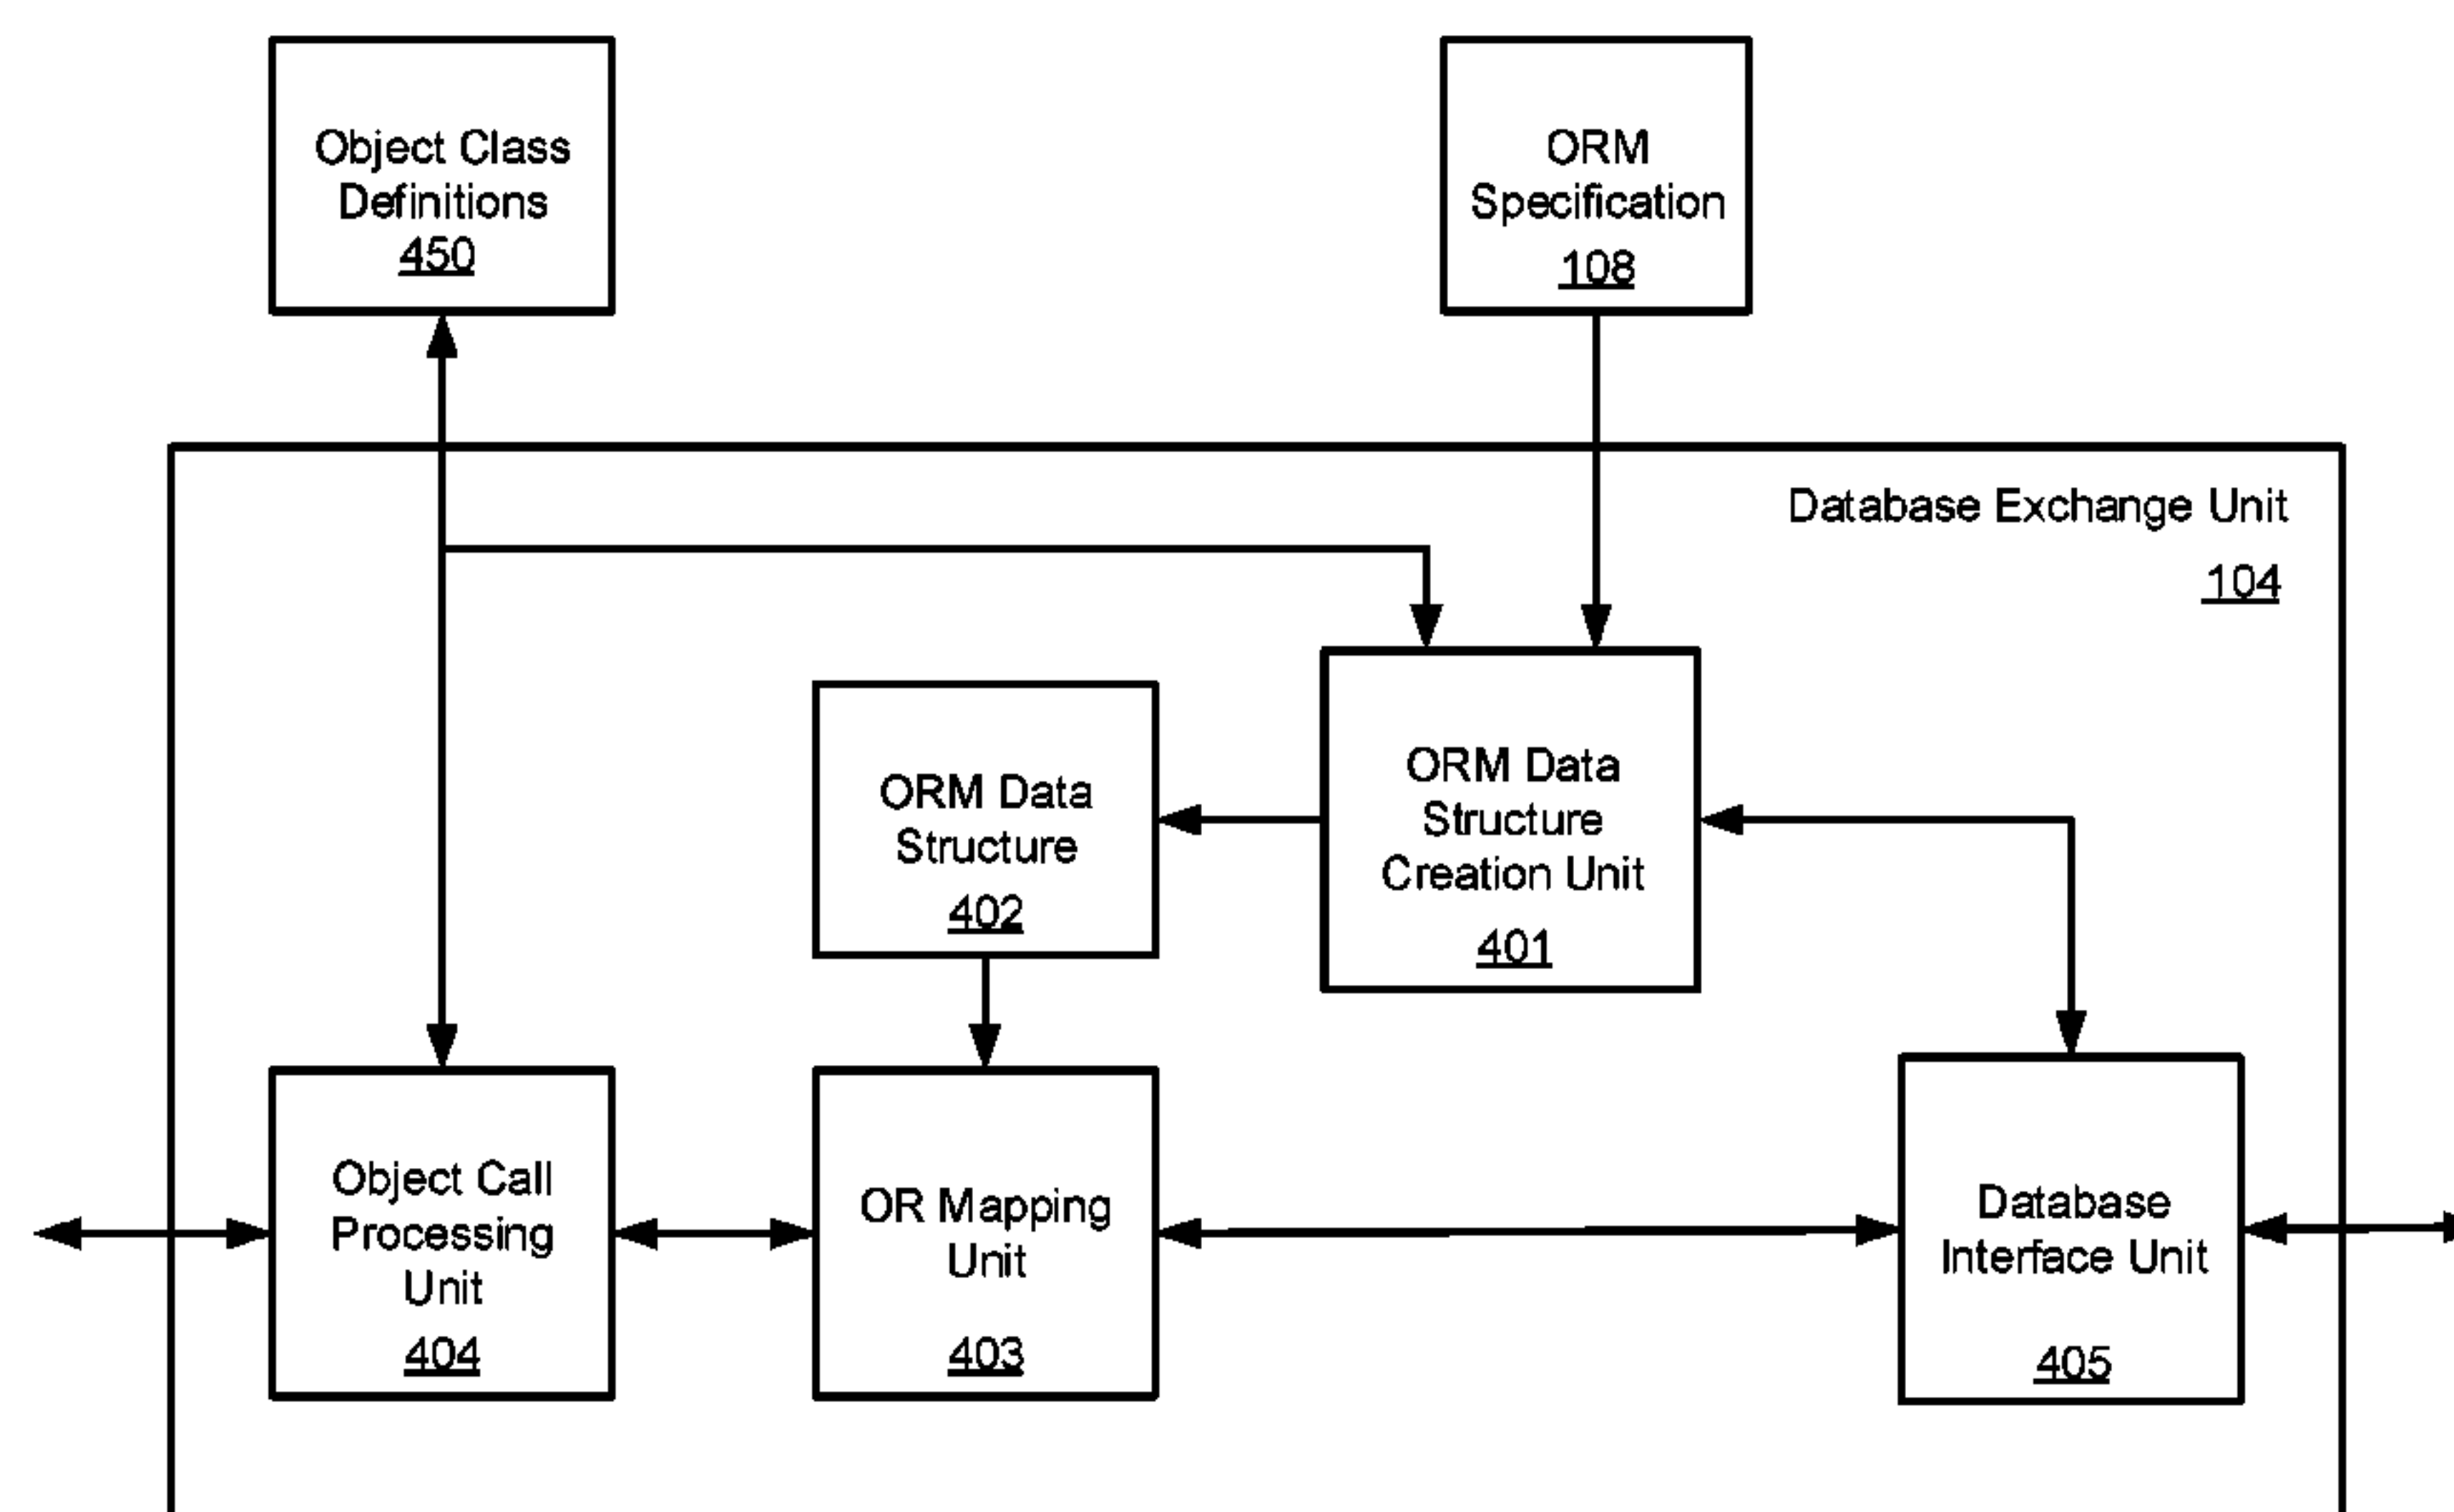 Object Class
Definitions
450
ORM
Specification
108
Database Exchange Unit
104
ORM Data
Structure
402
ORM Data
Structure
Creation Unit
401
Object Call
Processing
Unit
404
OR Mapping
Unit
403
Database
Interface Unit
405